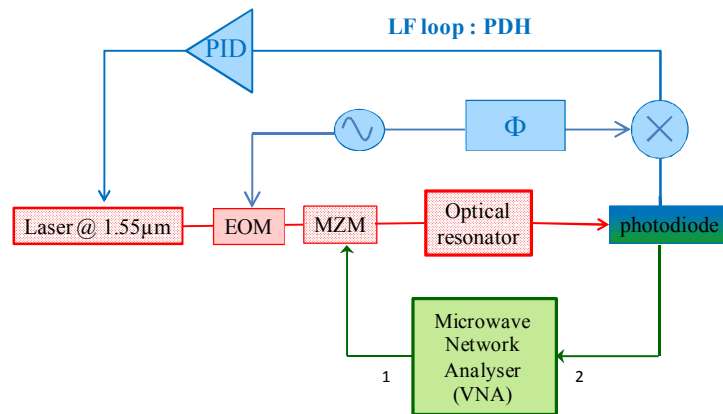 LF loop : PDH
PID
Φ
Laser @ 1.55µm
EOM
MZM
Optical
resonator
photodiode
Microwave
Network
Analyser
(VNA)
1
2